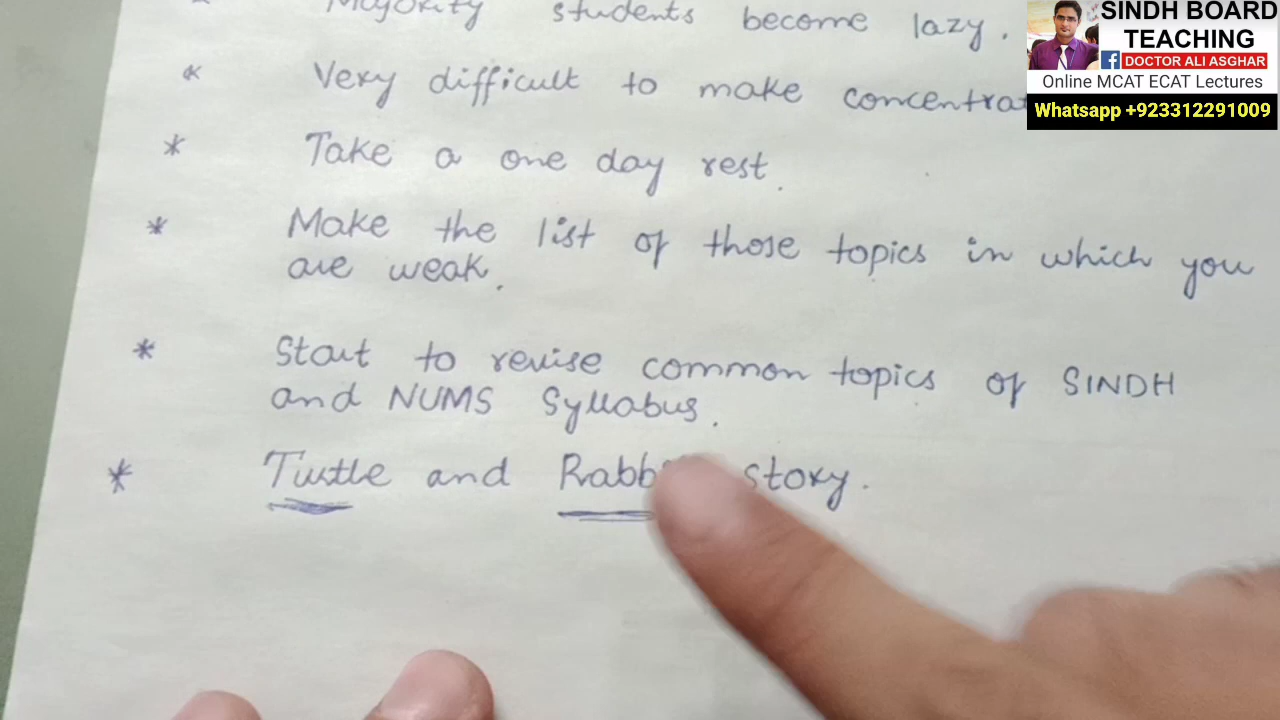 * Majority students become lazy.
* Very difficult to make
* Take a one day rest.
* Make the list of those topics in which you
are weak.
* Start to revise common topics of SINDH
and NUMS Syllabus.
* Turtle and story.
SINDH BOARD
TEACHING
DOCTOR ALI ASGHAR
Online MCAT ECAT Lectures
Whatsapp +923312291009